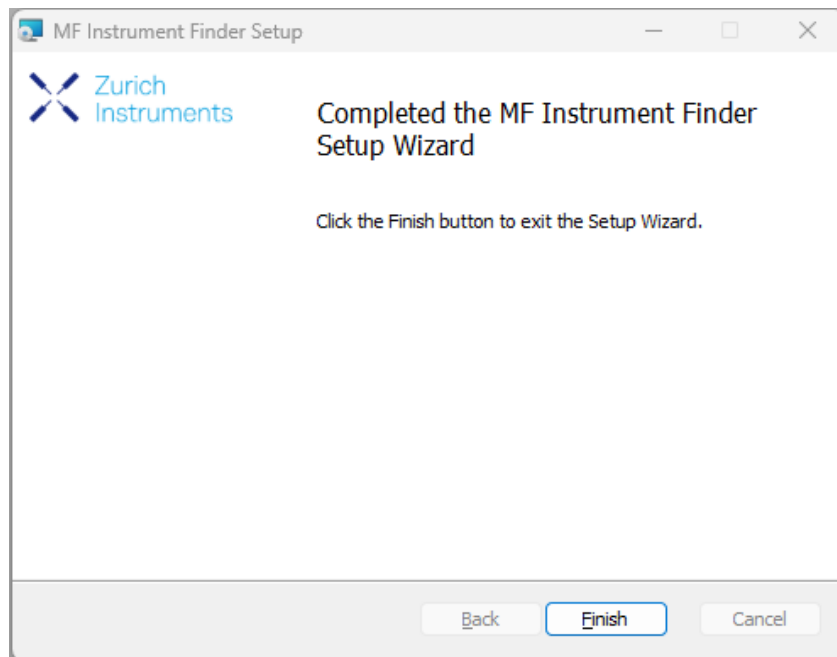 MF Instrument Finder Setup
Zurich
Instruments
Completed the MF Instrument Finder
Setup Wizard
Click the Finish button to exit the Setup Wizard.
Back
Finish
Cancel